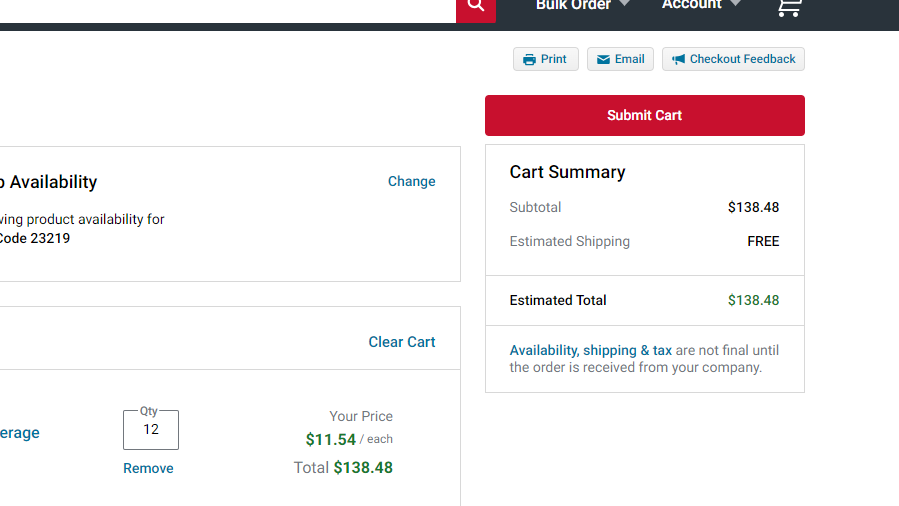 Bulk Order
Account
Print
Email
Checkout Feedback
Submit Cart
Availability
Change
product availability for
Code 23219
Cart Summary
Subtotal
$138.48
Estimated Shipping
FREE
Estimated Total
$138.48
Availability, shipping & tax are not final until
the order is received from your company.
Clear Cart
Qty
12
Remove
Your Price
$11.54 / each
Total $138.48